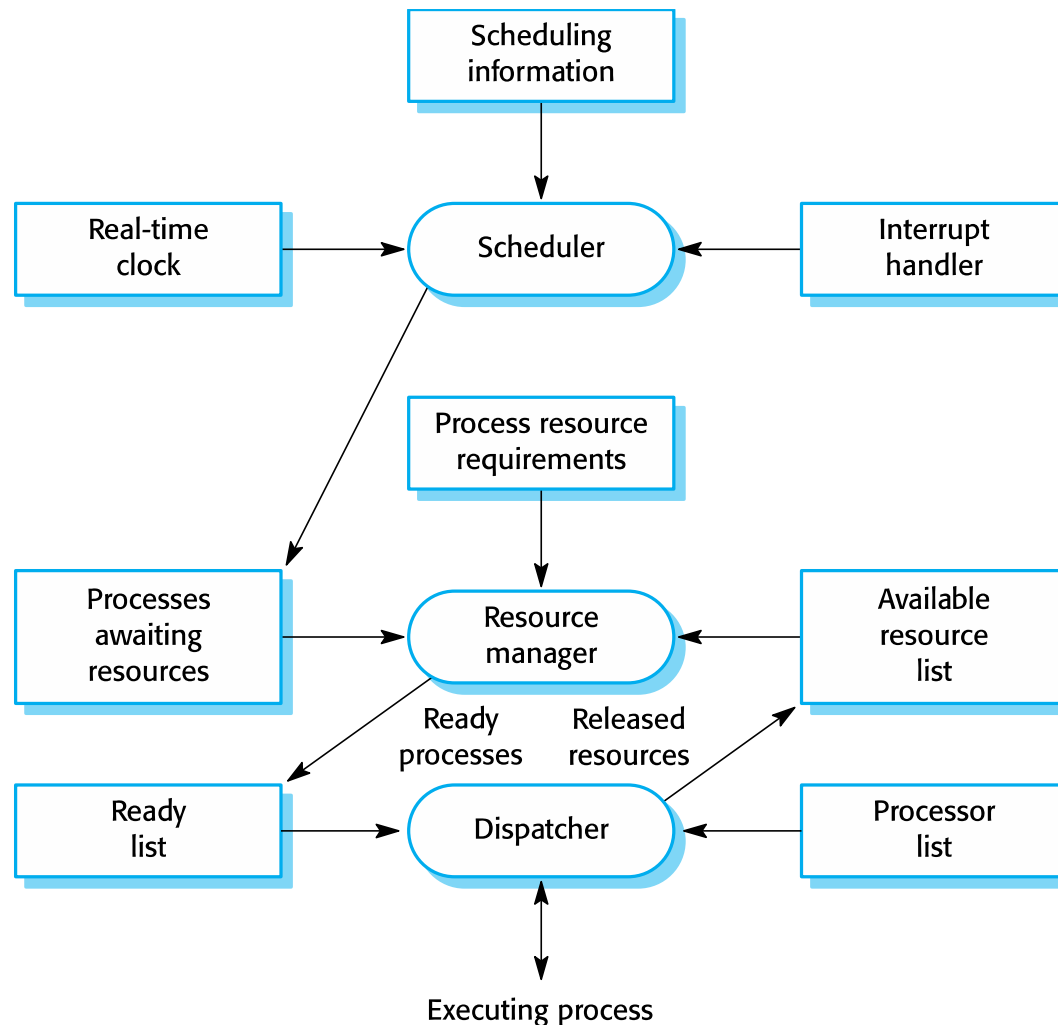 Scheduling
information
Real-time
clock
Scheduler
Interrupt
handler
Process resource
requirements
Processes
awaiting
resources
Resource
manager
Available
resource
list
Ready
processes
Released
resources
Ready
list
Dispatcher
Processor
list
Executing process